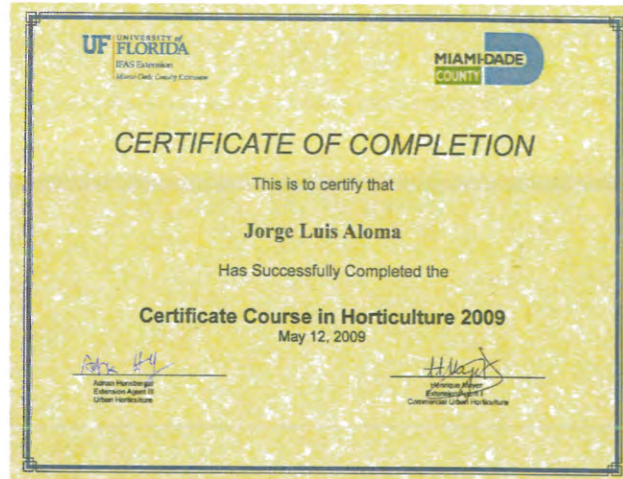 UF UNIVERSITY of
FLORIDA
IFAS Extension
Miami-Dade County Extension
MIAMI-DADE
COUNTY
CERTIFICATE OF COMPLETION
This is to certify that
Jorge Luis Aloma
Has Successfully Completed the
Certificate Course in Horticulture 2009
May 12, 2009
Adrian Hunsberger
Extension Agent III
Urban Horticulture
Henrique Mayer
Extension Agent I
Commercial Urban Horticulture